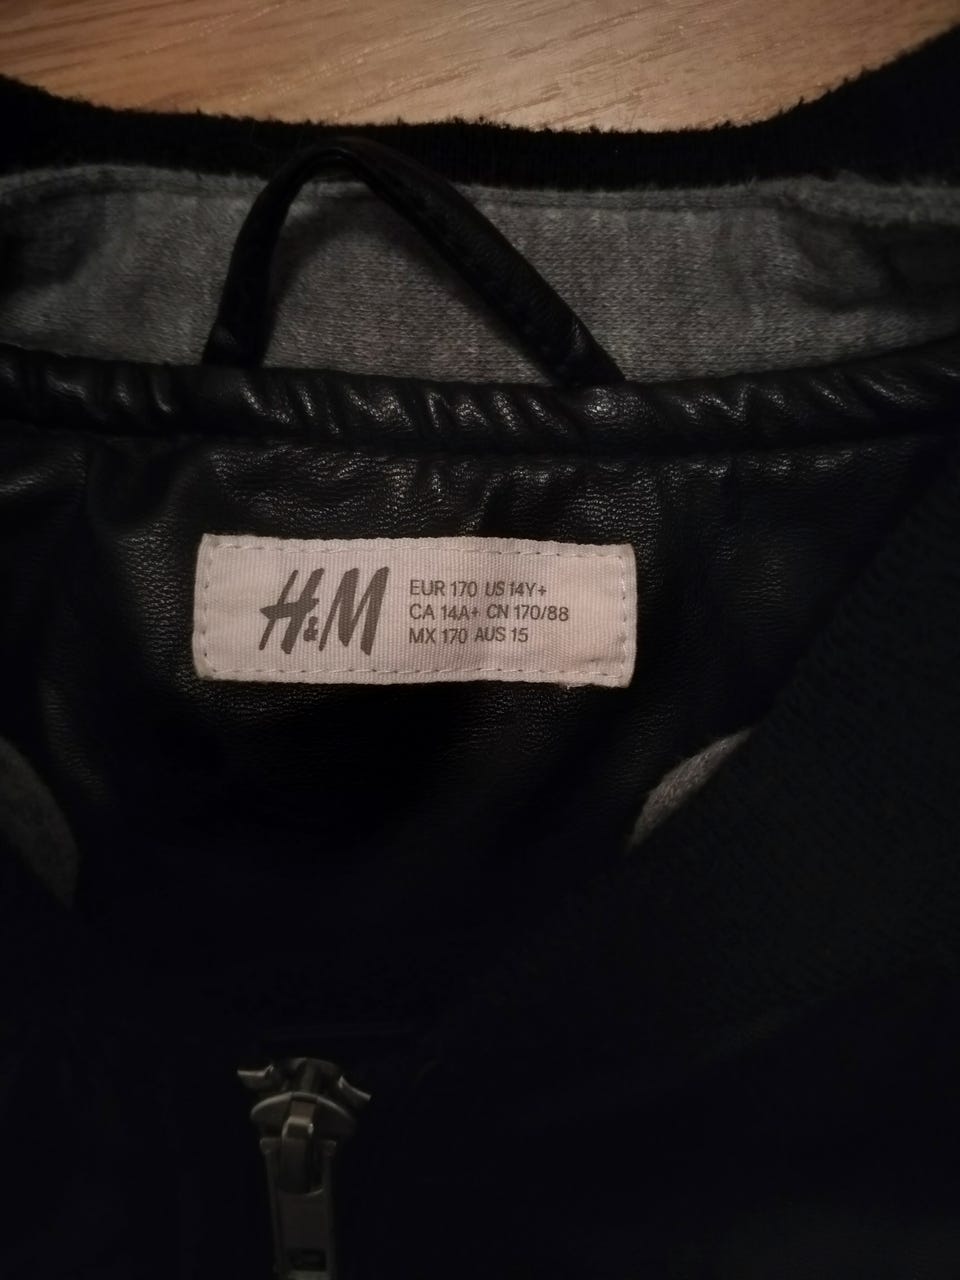 H&M
EUR 170 US 14Y+
CA 14A+ CN 170/88
MX 170 AUS 15